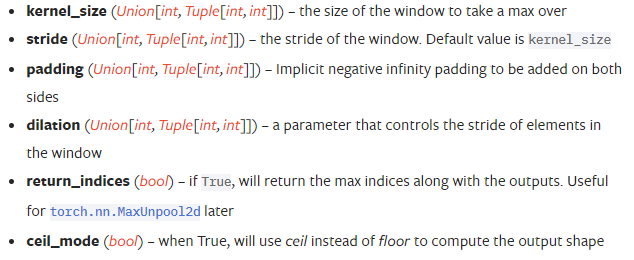 • kernel_size (Union[int, Tuple[int, int]]) – the size of the window to take a max over
• stride (Union[int, Tuple[int, int]]) – the stride of the window. Default value is kernel_size
• padding (Union[int, Tuple[int, int]]) – Implicit negative infinity padding to be added on both
sides
• dilation (Union[int, Tuple[int, int]]) – a parameter that controls the stride of elements in
the window
• return_indices (bool) – if True, will return the max indices along with the outputs. Useful
for torch.nn.MaxUnpool2d later
• ceil_mode (bool) – when True, will use ceil instead of floor to compute the output shape